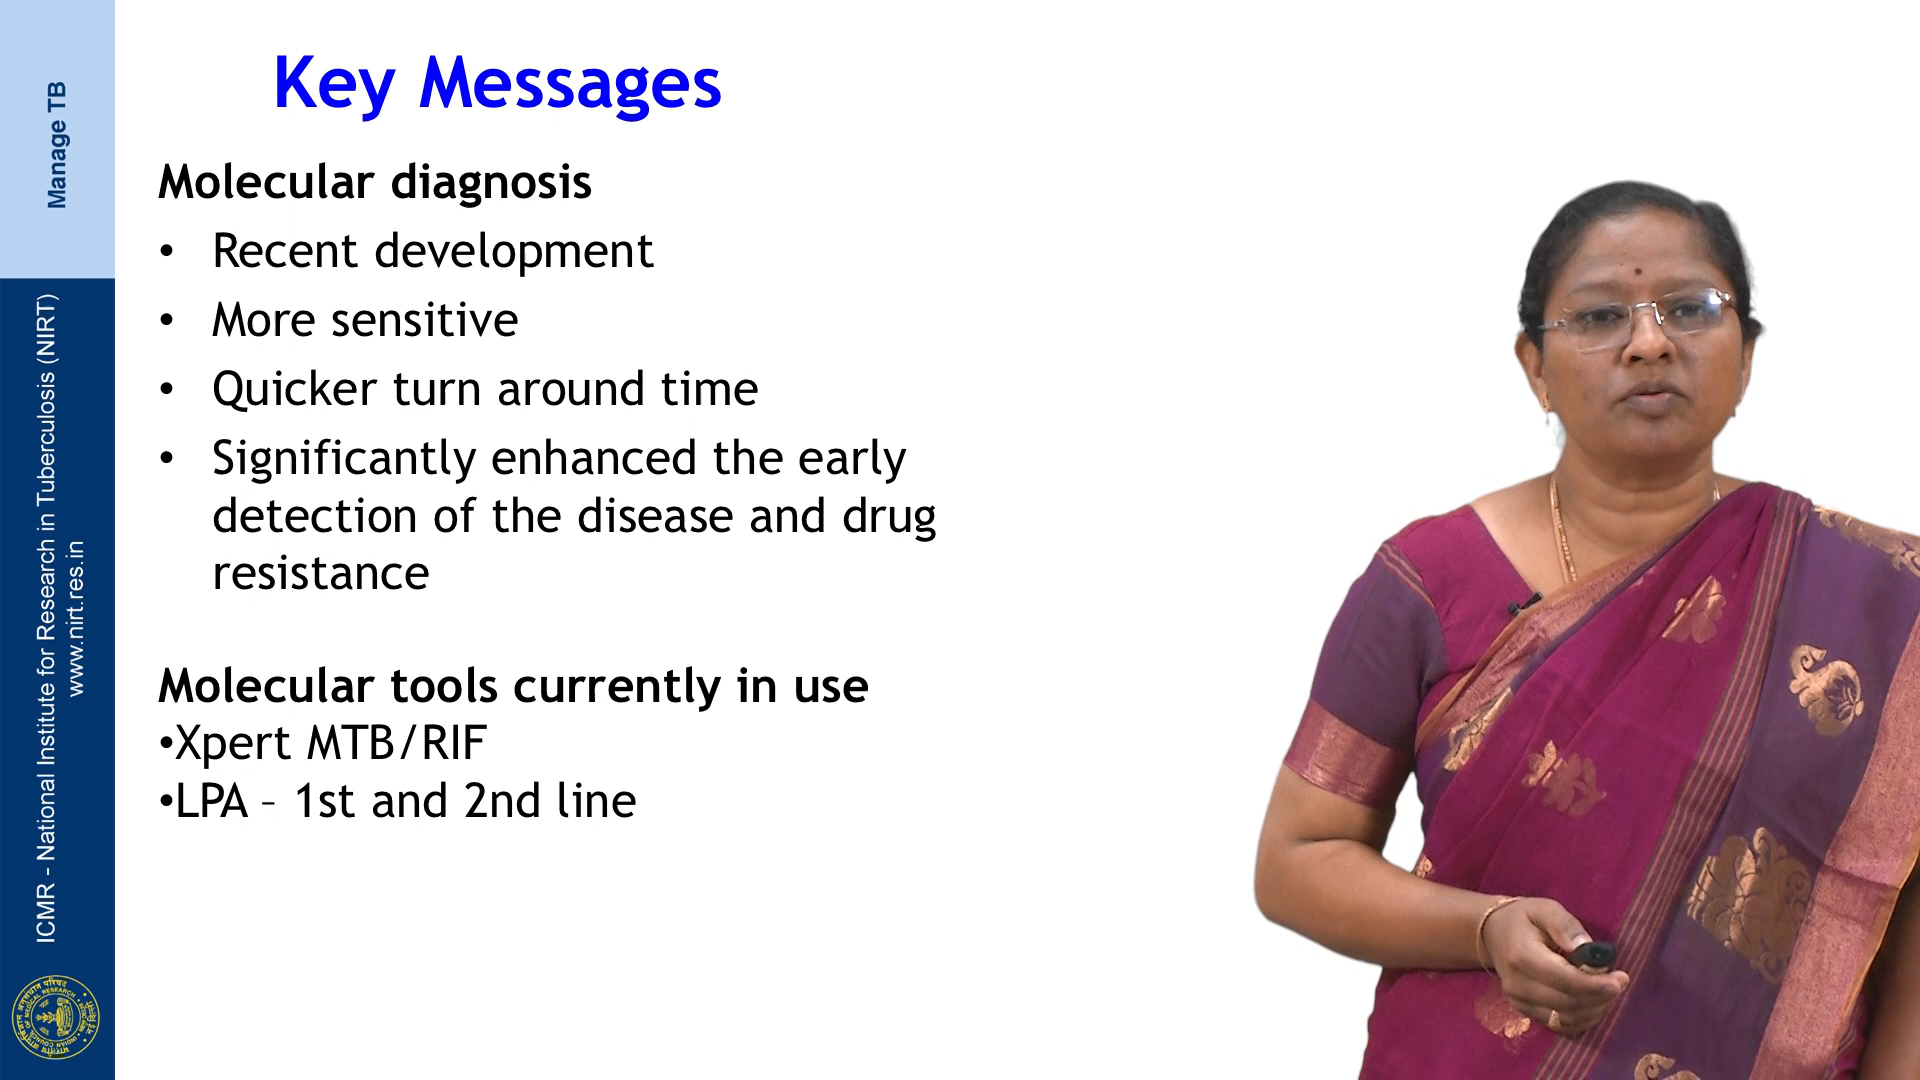 Key Messages
Molecular diagnosis
• Recent development
• More sensitive
• Quicker turn around time
• Significantly enhanced the early
detection of the disease and drug
resistance
Molecular tools currently in use
•Xpert MTB/RIF
•LPA – 1st and 2nd line
Manage TB
ICMR - National Institute for Research in Tuberculosis (NIRT)
www.nirt.res.in